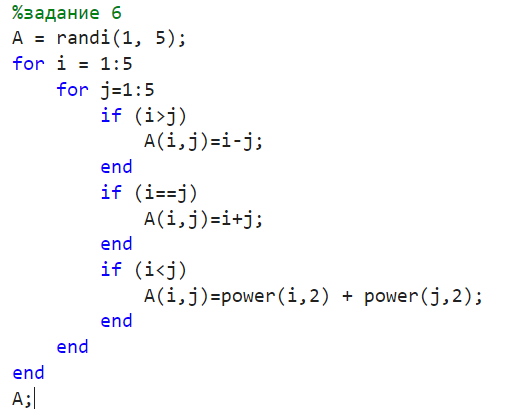 %задание 6
A = randi(1, 5);
for i = 1:5
    for j=1:5
        if (i>j)
            A(i,j)=i-j;
        end
        if (i==j)
            A(i,j)=i+j;
        end
        if (i<j)
            A(i,j)=power(i,2) + power(j,2);
        end
    end
end
A;